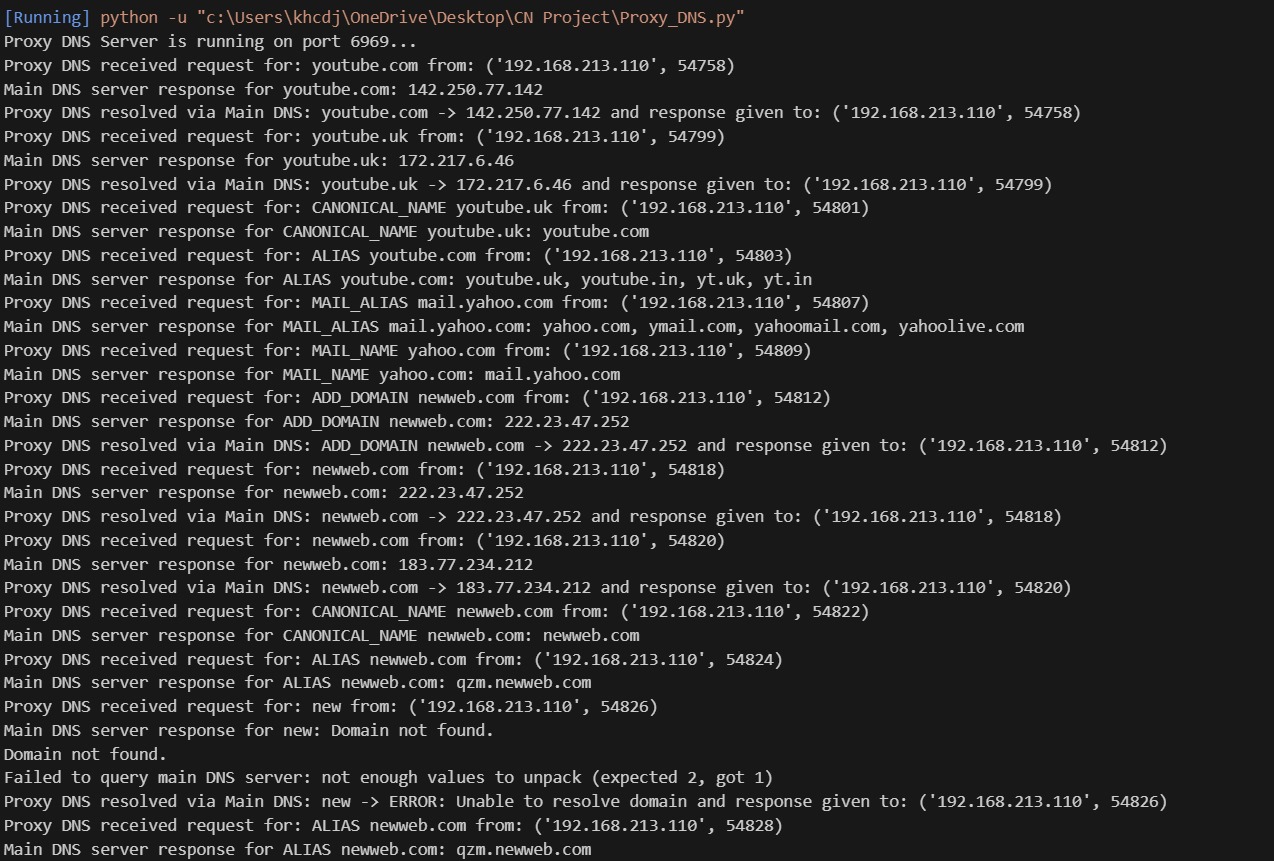 [Running] python -u "c:\Users\khcdj\OneDrive\Desktop\CN Project\Proxy_DNS.py"
Proxy DNS Server is running on port 6969...
Proxy DNS received request for: youtube.com from: ('192.168.213.110', 54758)
Main DNS server response for youtube.com: 142.250.77.142
Proxy DNS resolved via Main DNS: youtube.com -> 142.250.77.142 and response given to: ('192.168.213.110', 54758)
Proxy DNS received request for: youtube.uk from: ('192.168.213.110', 54799)
Main DNS server response for youtube.uk: 172.217.6.46
Proxy DNS resolved via Main DNS: youtube.uk -> 172.217.6.46 and response given to: ('192.168.213.110', 54799)
Proxy DNS received request for: CANONICAL_NAME youtube.uk from: ('192.168.213.110', 54801)
Main DNS server response for CANONICAL_NAME youtube.uk: youtube.com
Proxy DNS received request for: ALIAS youtube.com from: ('192.168.213.110', 54803)
Main DNS server response for ALIAS youtube.com: youtube.uk, youtube.in, yt.uk, yt.in
Proxy DNS received request for: MAIL_ALIAS mail.yahoo.com from: ('192.168.213.110', 54807)
Main DNS server response for MAIL_ALIAS mail.yahoo.com: yahoo.com, ymail.com, yahoomail.com, yahoolive.com
Proxy DNS received request for: MAIL_NAME yahoo.com from: ('192.168.213.110', 54809)
Main DNS server response for MAIL_NAME yahoo.com: mail.yahoo.com
Proxy DNS received request for: ADD_DOMAIN newweb.com from: ('192.168.213.110', 54812)
Main DNS server response for ADD_DOMAIN newweb.com: 222.23.47.252
Proxy DNS resolved via Main DNS: ADD_DOMAIN newweb.com -> 222.23.47.252 and response given to: ('192.168.213.110', 54812)
Proxy DNS received request for: newweb.com from: ('192.168.213.110', 54818)
Main DNS server response for newweb.com: 222.23.47.252
Proxy DNS resolved via Main DNS: newweb.com -> 222.23.47.252 and response given to: ('192.168.213.110', 54818)
Proxy DNS received request for: newweb.com from: ('192.168.213.110', 54820)
Main DNS server response for newweb.com: 183.77.234.212
Proxy DNS resolved via Main DNS: newweb.com -> 183.77.234.212 and response given to: ('192.168.213.110', 54820)
Proxy DNS received request for: CANONICAL_NAME newweb.com from: ('192.168.213.110', 54822)
Main DNS server response for CANONICAL_NAME newweb.com: newweb.com
Proxy DNS received request for: ALIAS newweb.com from: ('192.168.213.110', 54824)
Main DNS server response for ALIAS newweb.com: qzm.newweb.com
Proxy DNS received request for: new from: ('192.168.213.110', 54826)
Main DNS server response for new: Domain not found.
Domain not found.
Failed to query main DNS server: not enough values to unpack (expected 2, got 1)
Proxy DNS resolved via Main DNS: new -> ERROR: Unable to resolve domain and response given to: ('192.168.213.110', 54826)
Proxy DNS received request for: ALIAS newweb.com from: ('192.168.213.110', 54828)
Main DNS server response for ALIAS newweb.com: qzm.newweb.com